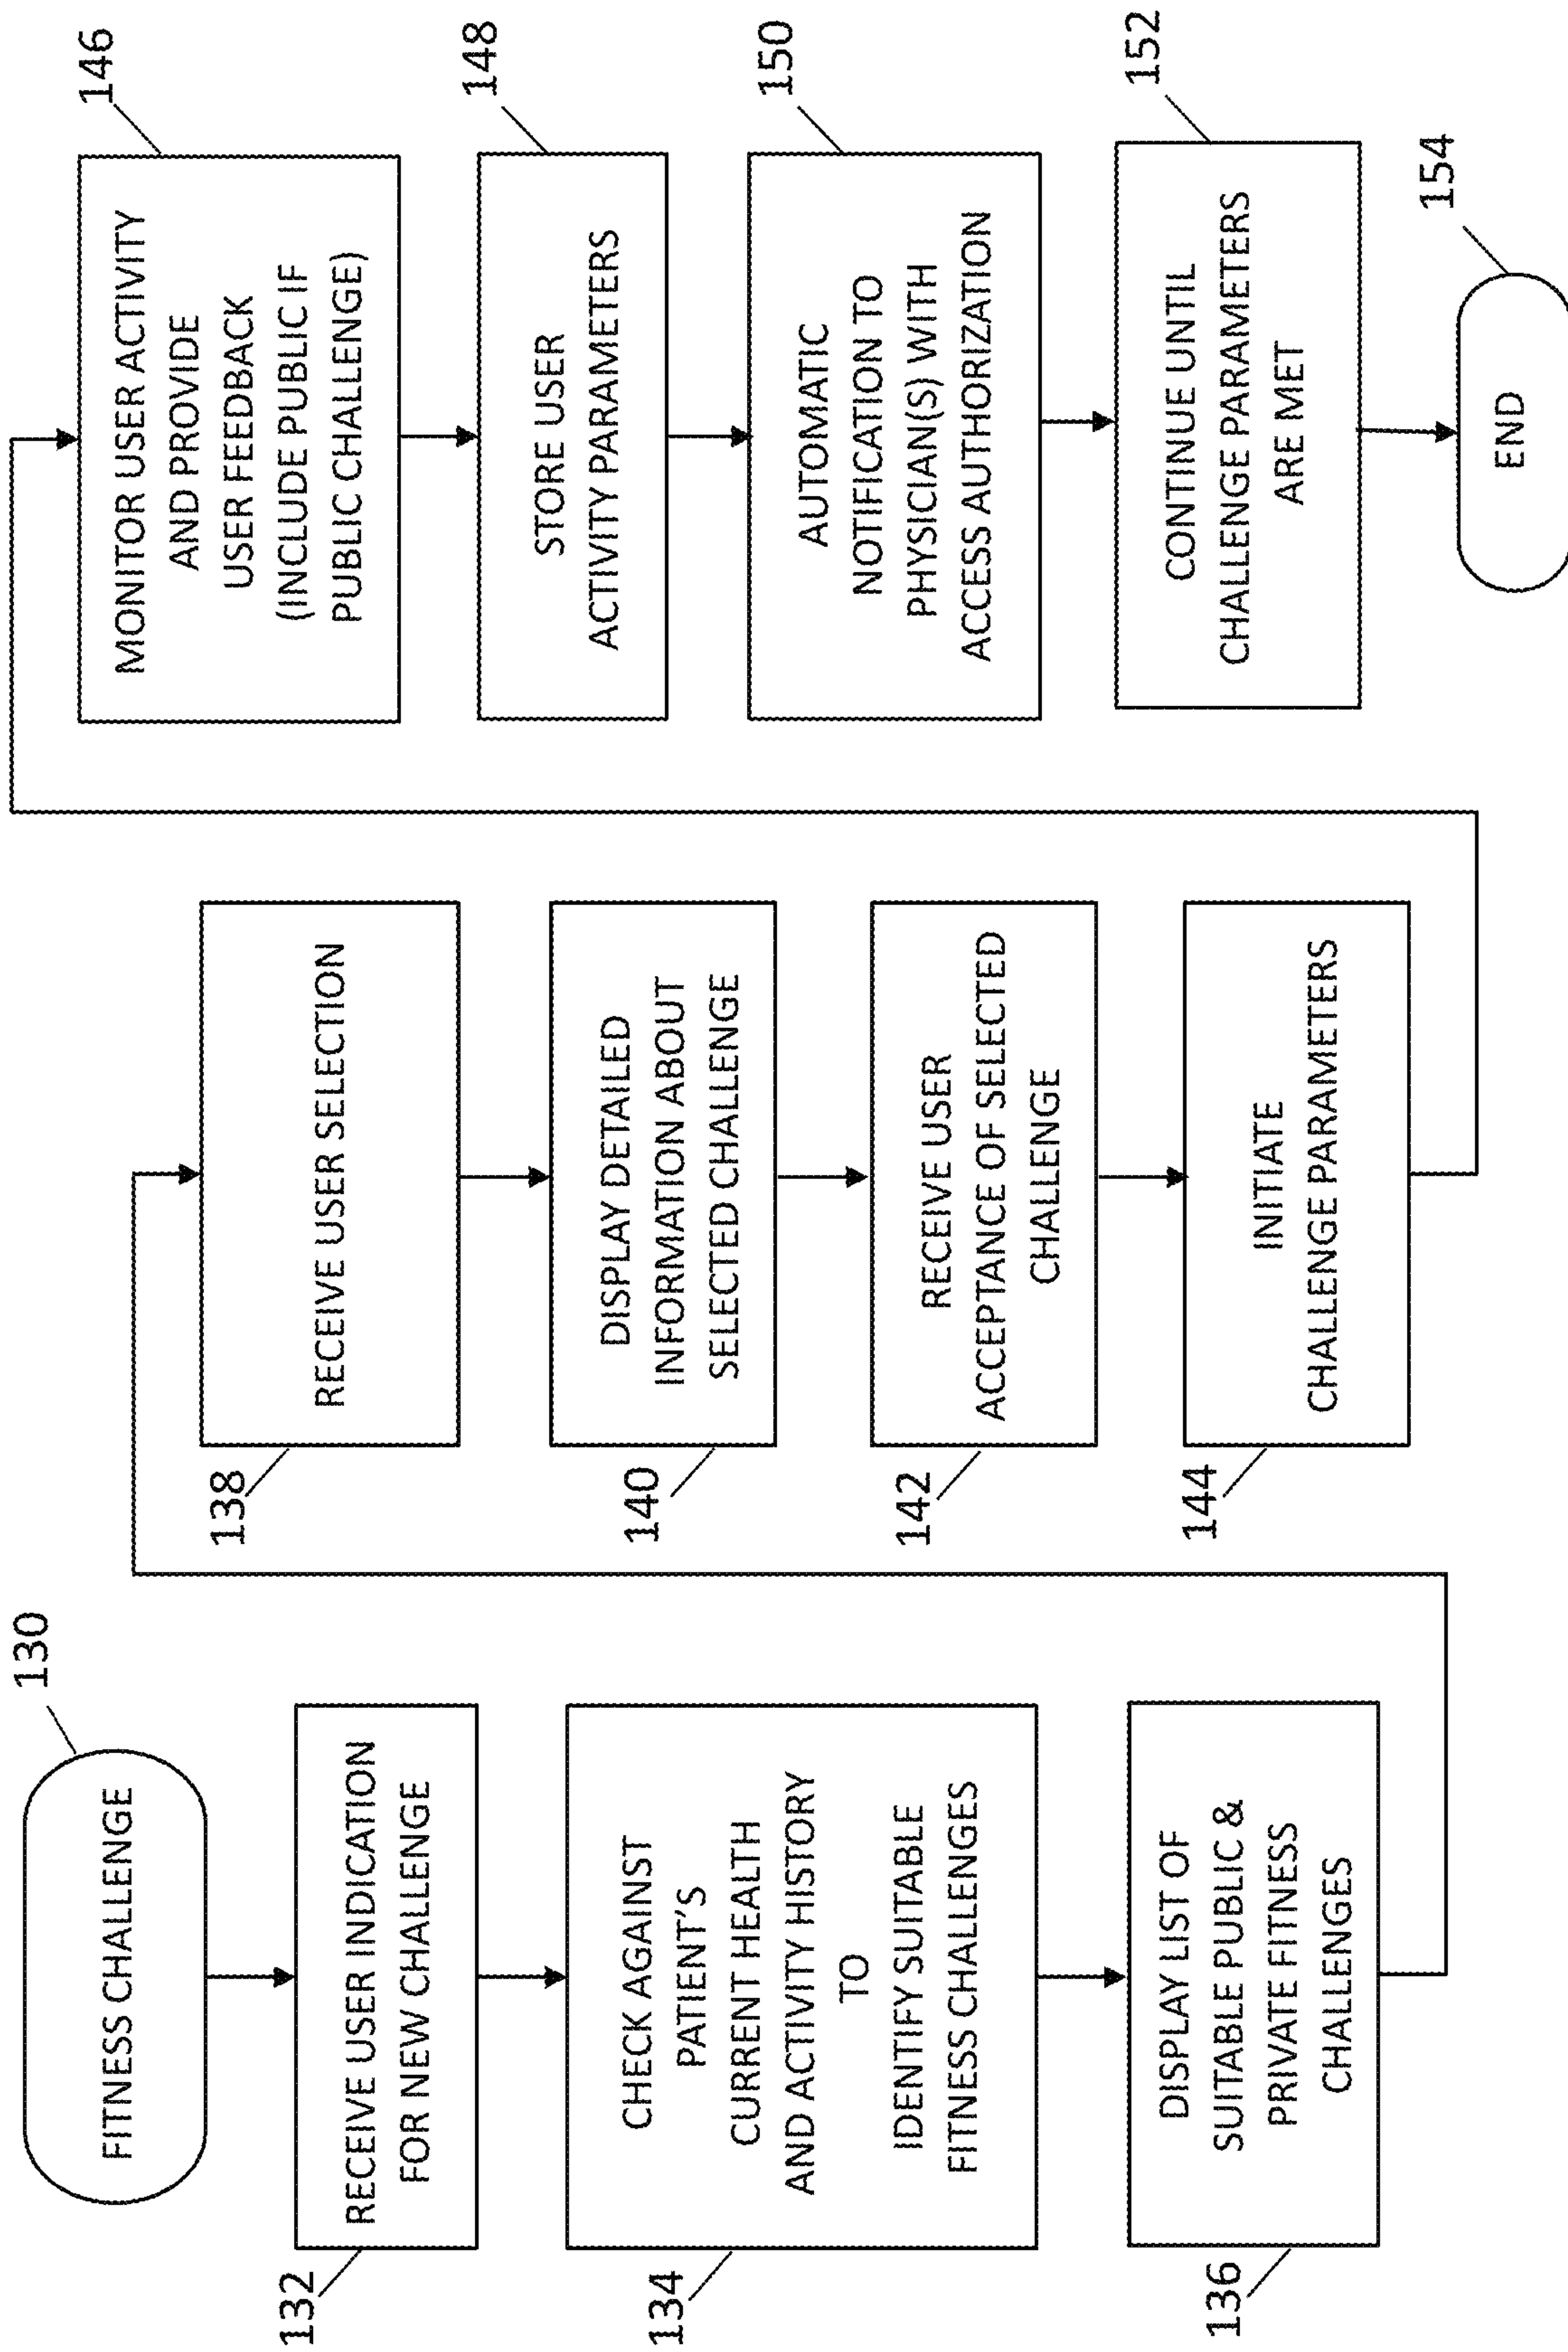 130
FITNESS CHALLENGE
132
RECEIVE USER INDICATION
FOR NEW CHALLENGE
134
CHECK AGAINST
PATIENT'S
CURRENT HEALTH
AND ACTIVITY HISTORY
TO
IDENTIFY SUITABLE
FITNESS CHALLENGES
136
DISPLAY LIST OF
SUITABLE PUBLIC &
PRIVATE FITNESS
CHALLENGES
138
RECEIVE USER SELECTION
140
DISPLAY DETAILED
INFORMATION ABOUT
SELECTED CHALLENGE
142
RECEIVE USER
ACCEPTANCE OF SELECTED
CHALLENGE
144
INITIATE
CHALLENGE PARAMETERS
146
MONITOR USER ACTIVITY
AND PROVIDE
USER FEEDBACK
(INCLUDE PUBLIC IF
PUBLIC CHALLENGE)
148
STORE USER
ACTIVITY PARAMETERS
150
AUTOMATIC
NOTIFICATION TO
PHYSICIAN(S) WITH
ACCESS AUTHORIZATION
152
CONTINUE UNTIL
CHALLENGE PARAMETERS
ARE MET
154
END